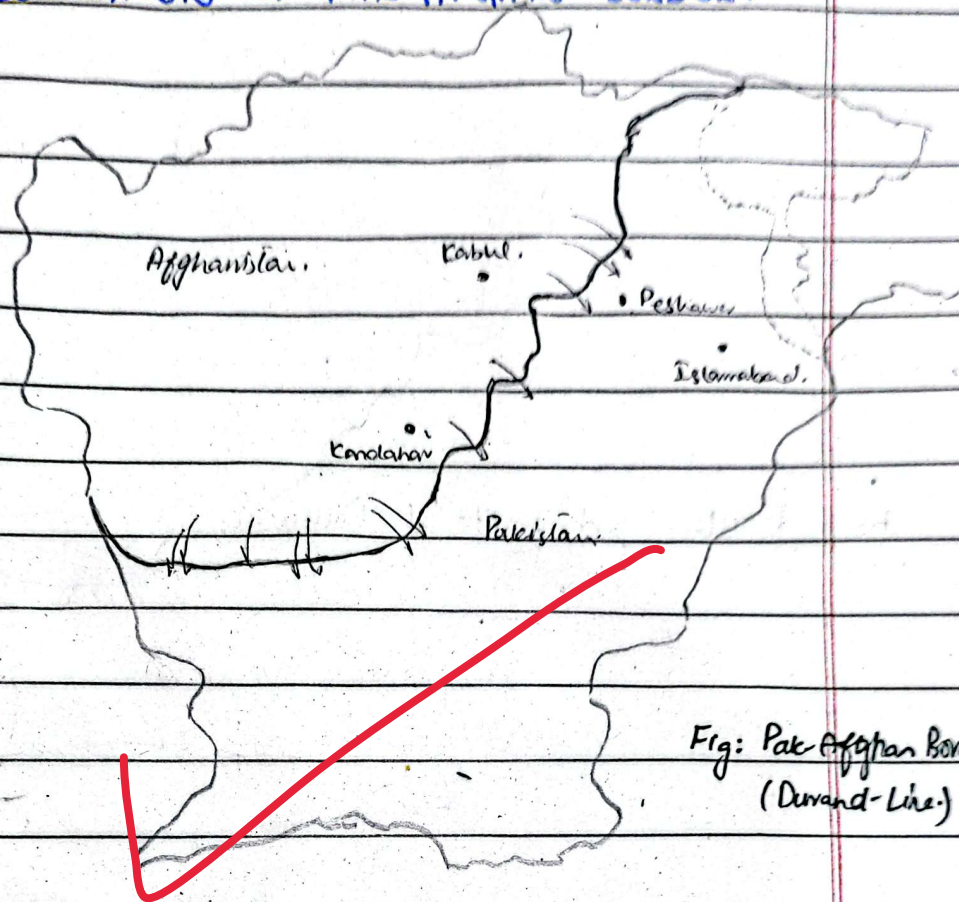 Afghanistan.
Kabul.
Peshawar
Islamabad.
Kandahar
Pakistan.
Fig: Pak-Afghan Bor
(Durand-Line.)